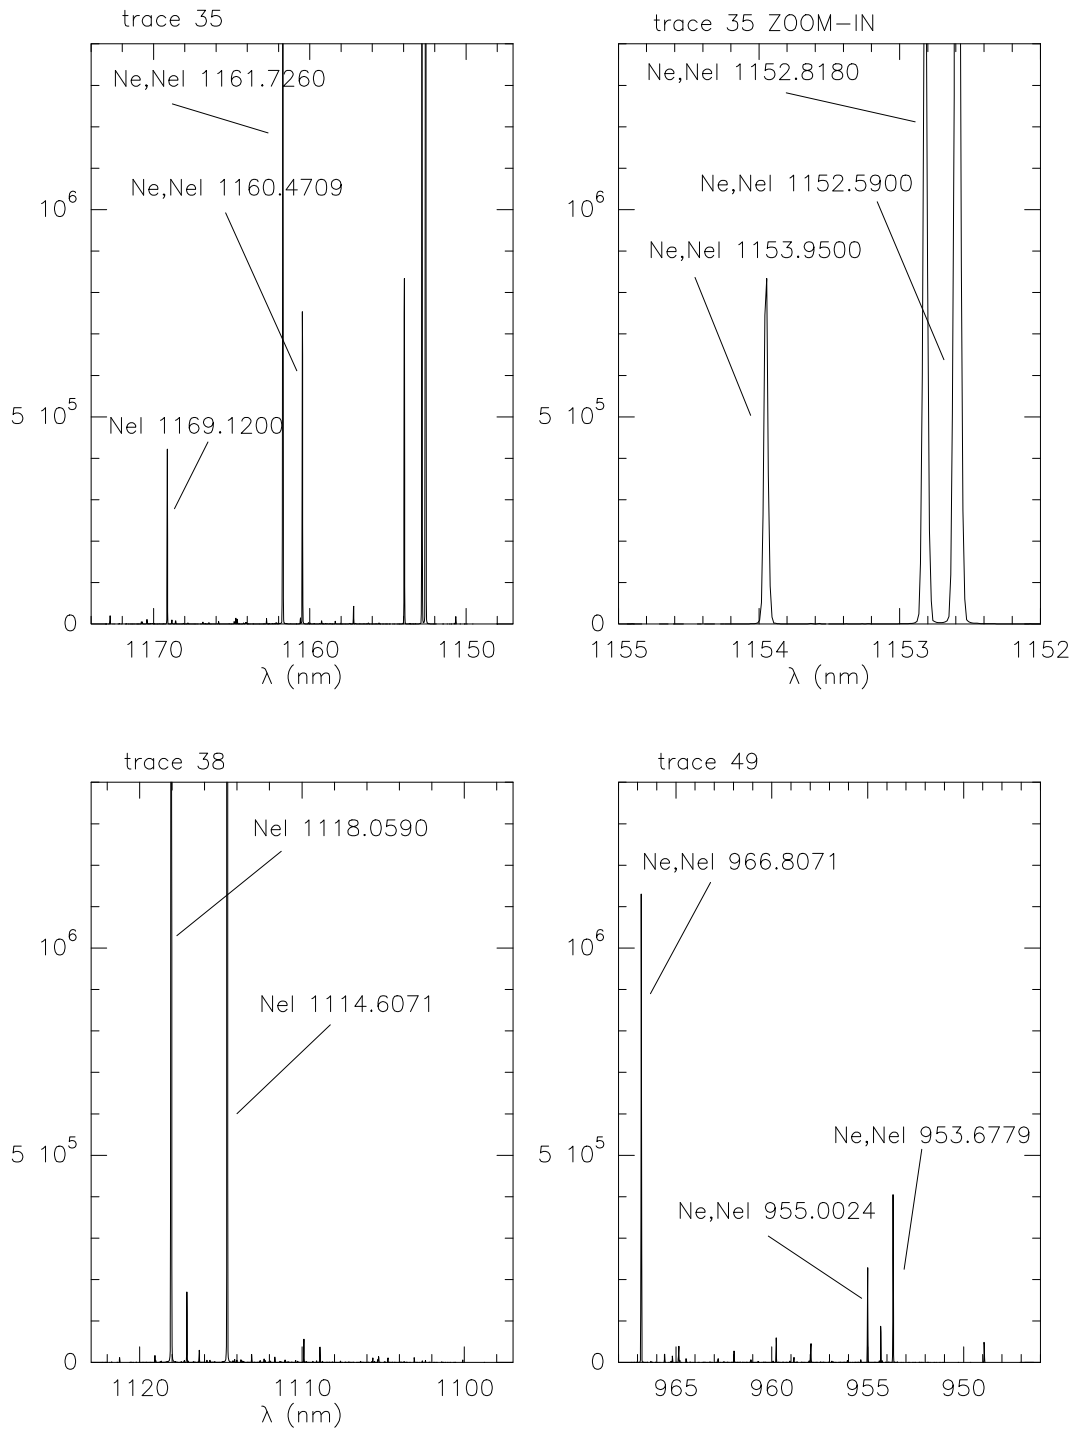 trace 35
Ne,NeI 1161.7260
Ne,NeI 1160.4709
NeI 1169.1200
10^6
5 10^5
0
1170 1160 1150
λ (nm)
trace 35 ZOOM-IN
Ne,NeI 1152.8180
Ne,NeI 1152.5900
Ne,NeI 1153.9500
10^6
5 10^5
0
1155 1154 1153 1152
λ (nm)
trace 38
NeI 1118.0590
NeI 1114.6071
10^6
5 10^5
0
1120 1110 1100
λ (nm)
trace 49
Ne,NeI 966.8071
Ne,NeI 953.6779
Ne,NeI 955.0024
10^6
5 10^5
0
965 960 955 950